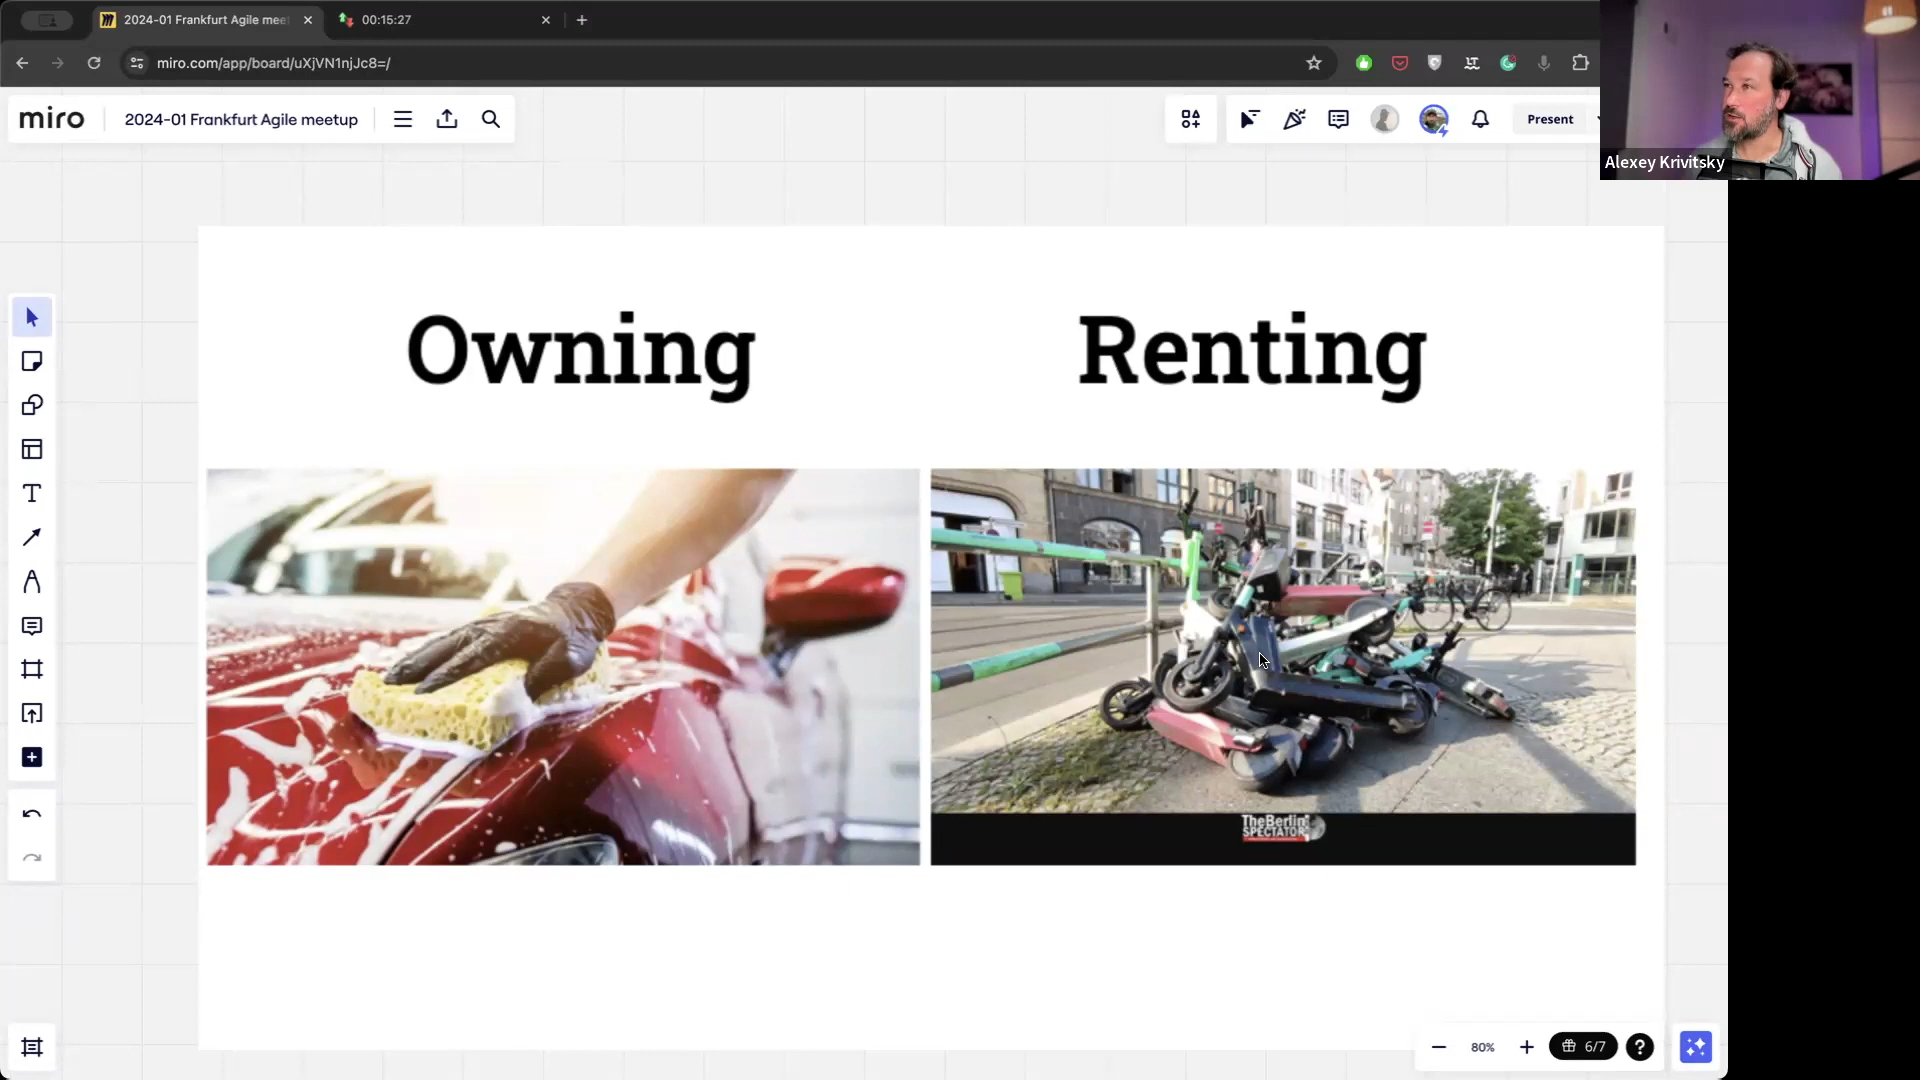 2024-01 Frankfurt Agile mee
00:15:27
miro.com/app/board/uXjVN1njJc8=/
miro
2024-01 Frankfurt Agile meetup
Present
Alexey Krivitsky
Owning
Renting
TheBerlin
SPECTATOR
80%
6/7